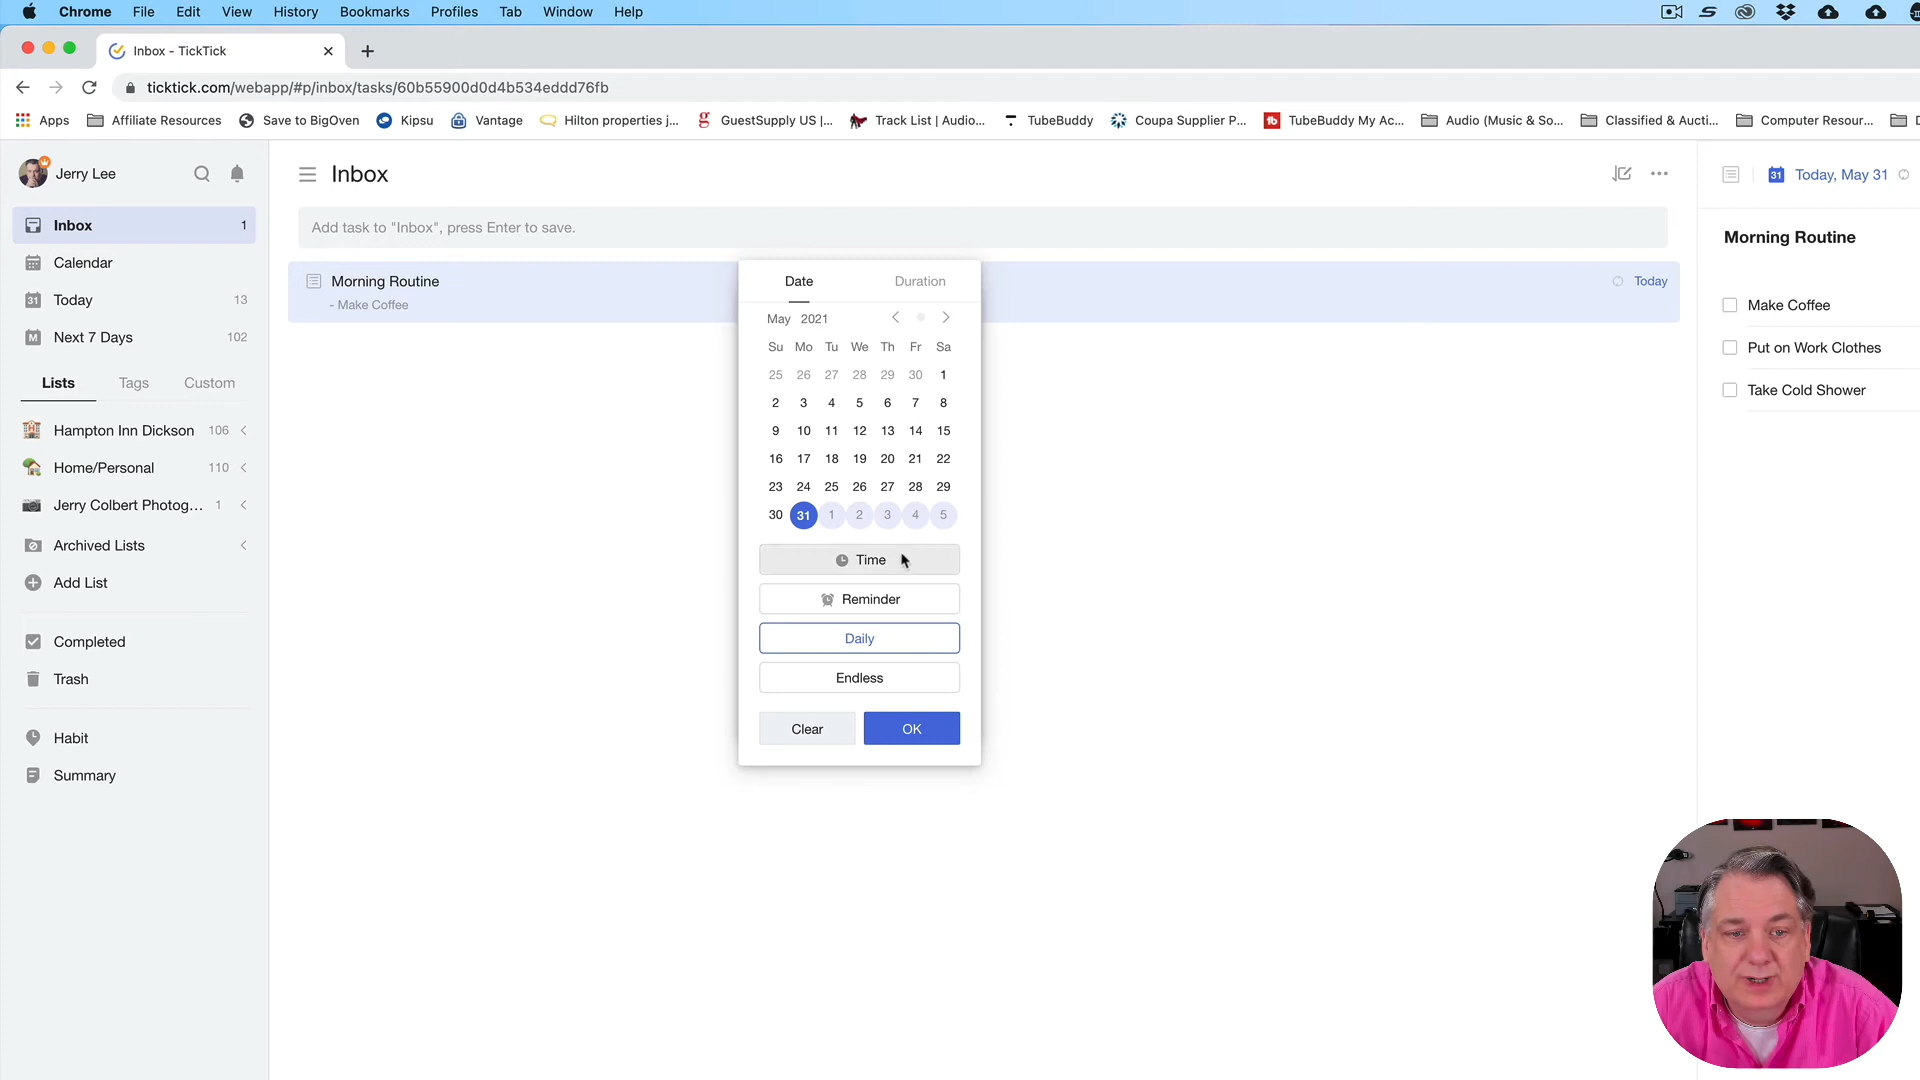 Chrome File Edit View History Bookmarks Profiles Tab Window Help
Inbox - TickTick
ticktick.com/webapp/#p/inbox/tasks/60b55900d0d4b534eddd76fb
Apps Affiliate Resources Save to BigOven Kipsu Vantage Hilton properties j... GuestSupply US |... Track List | Audio... TubeBuddy Coupa Supplier P... TubeBuddy My Ac... Audio (Music & So... Classified & Aucti... Computer Resour...
Jerry Lee
Inbox 1
Calendar
31 Today 13
M Next 7 Days 102
Lists Tags Custom
Hampton Inn Dickson 106
Home/Personal 110
Jerry Colbert Photog... 1
Archived Lists
Add List
Completed
Trash
Habit
Summary
Inbox
Add task to "Inbox", press Enter to save.
Morning Routine Today
- Make Coffee
Date Duration
May 2021
Su Mo Tu We Th Fr Sa
25 26 27 28 29 30 1
2 3 4 5 6 7 8
9 10 11 12 13 14 15
16 17 18 19 20 21 22
23 24 25 26 27 28 29
30 31 1 2 3 4 5
Time
Reminder
Daily
Endless
Clear OK
31 Today, May 31
Morning Routine
Make Coffee
Put on Work Clothes
Take Cold Shower